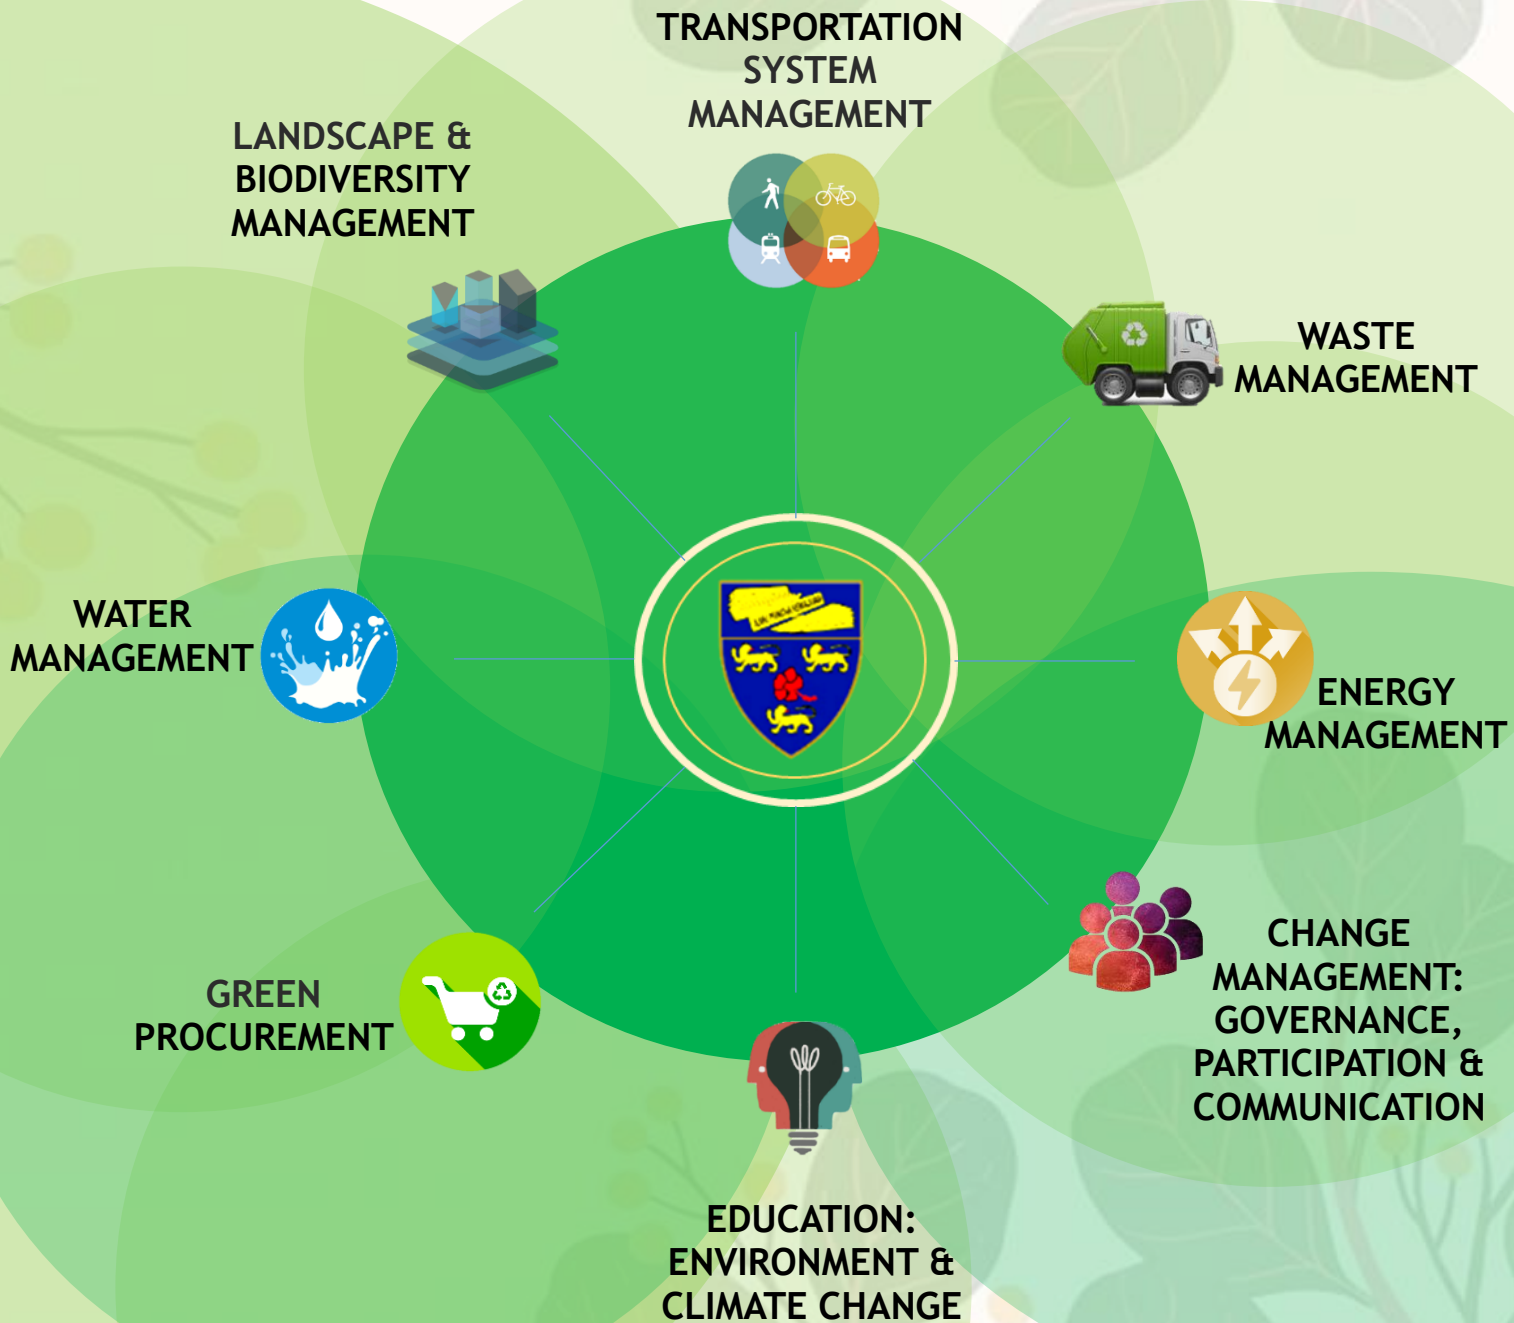 TRANSPORTATION
SYSTEM
MANAGEMENT
LANDSCAPE &
BIODIVERSITY
MANAGEMENT
WASTE
MANAGEMENT
WATER
MANAGEMENT
ENERGY
MANAGEMENT
GREEN
PROCUREMENT
CHANGE
MANAGEMENT:
GOVERNANCE,
PARTICIPATION &
COMMUNICATION
EDUCATION:
ENVIRONMENT &
CLIMATE CHANGE